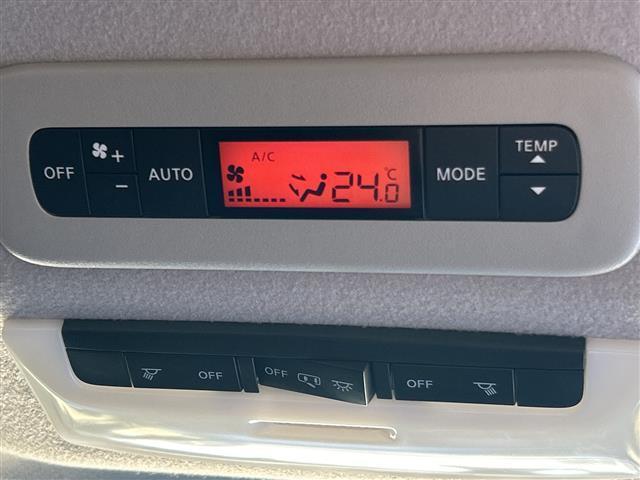 OFF
+
−
AUTO
A/C
24.0 °C
MODE
TEMP
OFF
OFF
OFF